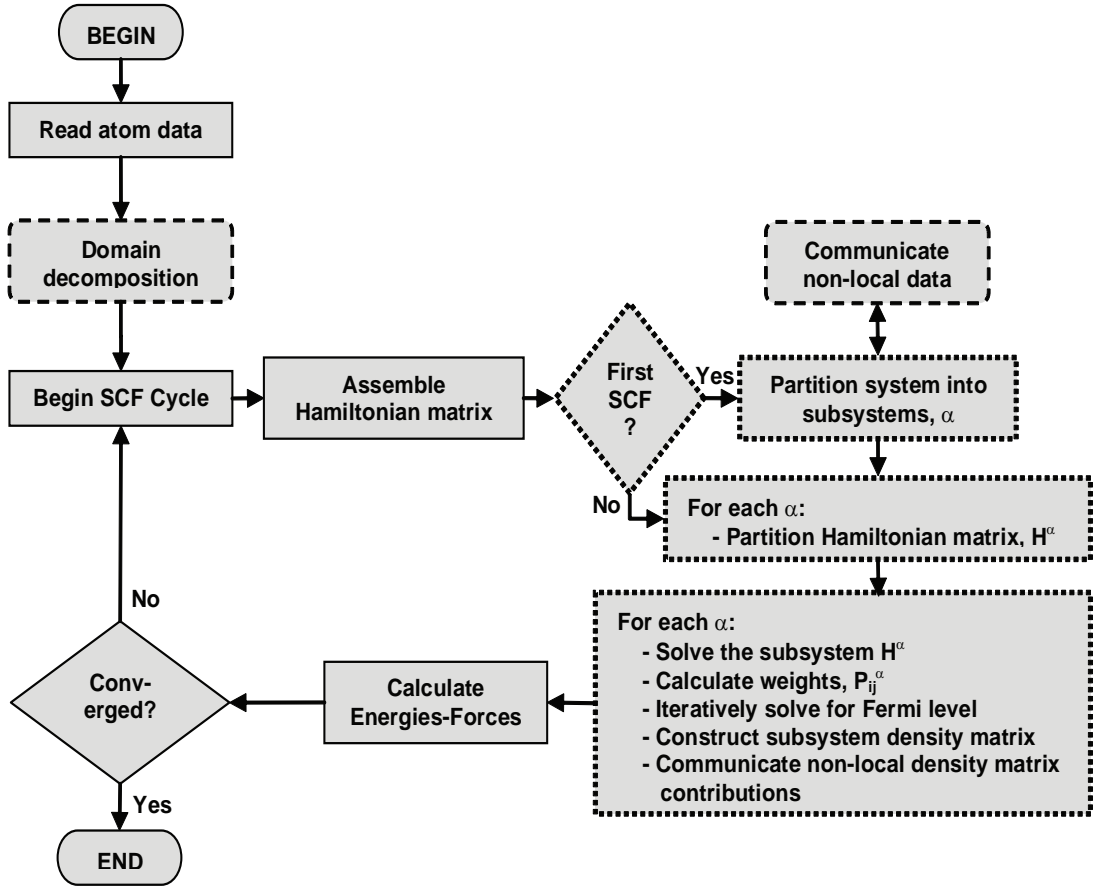 BEGIN
Read atom data
Domain
decomposition
Begin SCF Cycle
Assemble
Hamiltonian matrix
First
SCF
?
Yes
No
Communicate
non-local data
Partition system into
subsystems, α
For each α:
- Partition Hamiltonian matrix, H^α
For each α:
- Solve the subsystem H^α
- Calculate weights, P_ij^α
- Iteratively solve for Fermi level
- Construct subsystem density matrix
- Communicate non-local density matrix
contributions
Calculate
Energies-Forces
Conv-
erged?
No
Yes
END